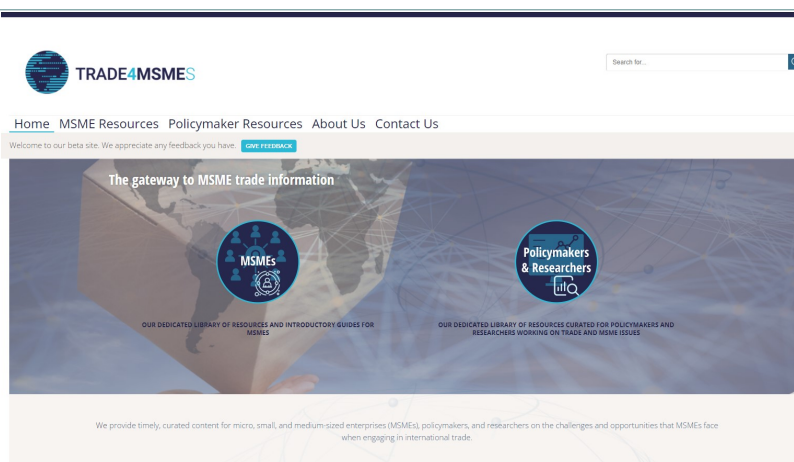 TRADE4MSMES
Search for...
Home MSME Resources Policymaker Resources About Us Contact Us
Welcome to our beta site. We appreciate any feedback you have. GIVE FEEDBACK
The gateway to MSME trade information
MSMEs
Policymakers
& Researchers
OUR DEDICATED LIBRARY OF RESOURCES AND INTRODUCTORY GUIDES FOR
MSMES
OUR DEDICATED LIBRARY OF RESOURCES CURATED FOR POLICYMAKERS AND
RESEARCHERS WORKING ON TRADE AND MSME ISSUES
We provide timely, curated content for micro, small, and medium-sized enterprises (MSMEs), policymakers, and researchers on the challenges and opportunities that MSMEs face
when engaging in international trade.